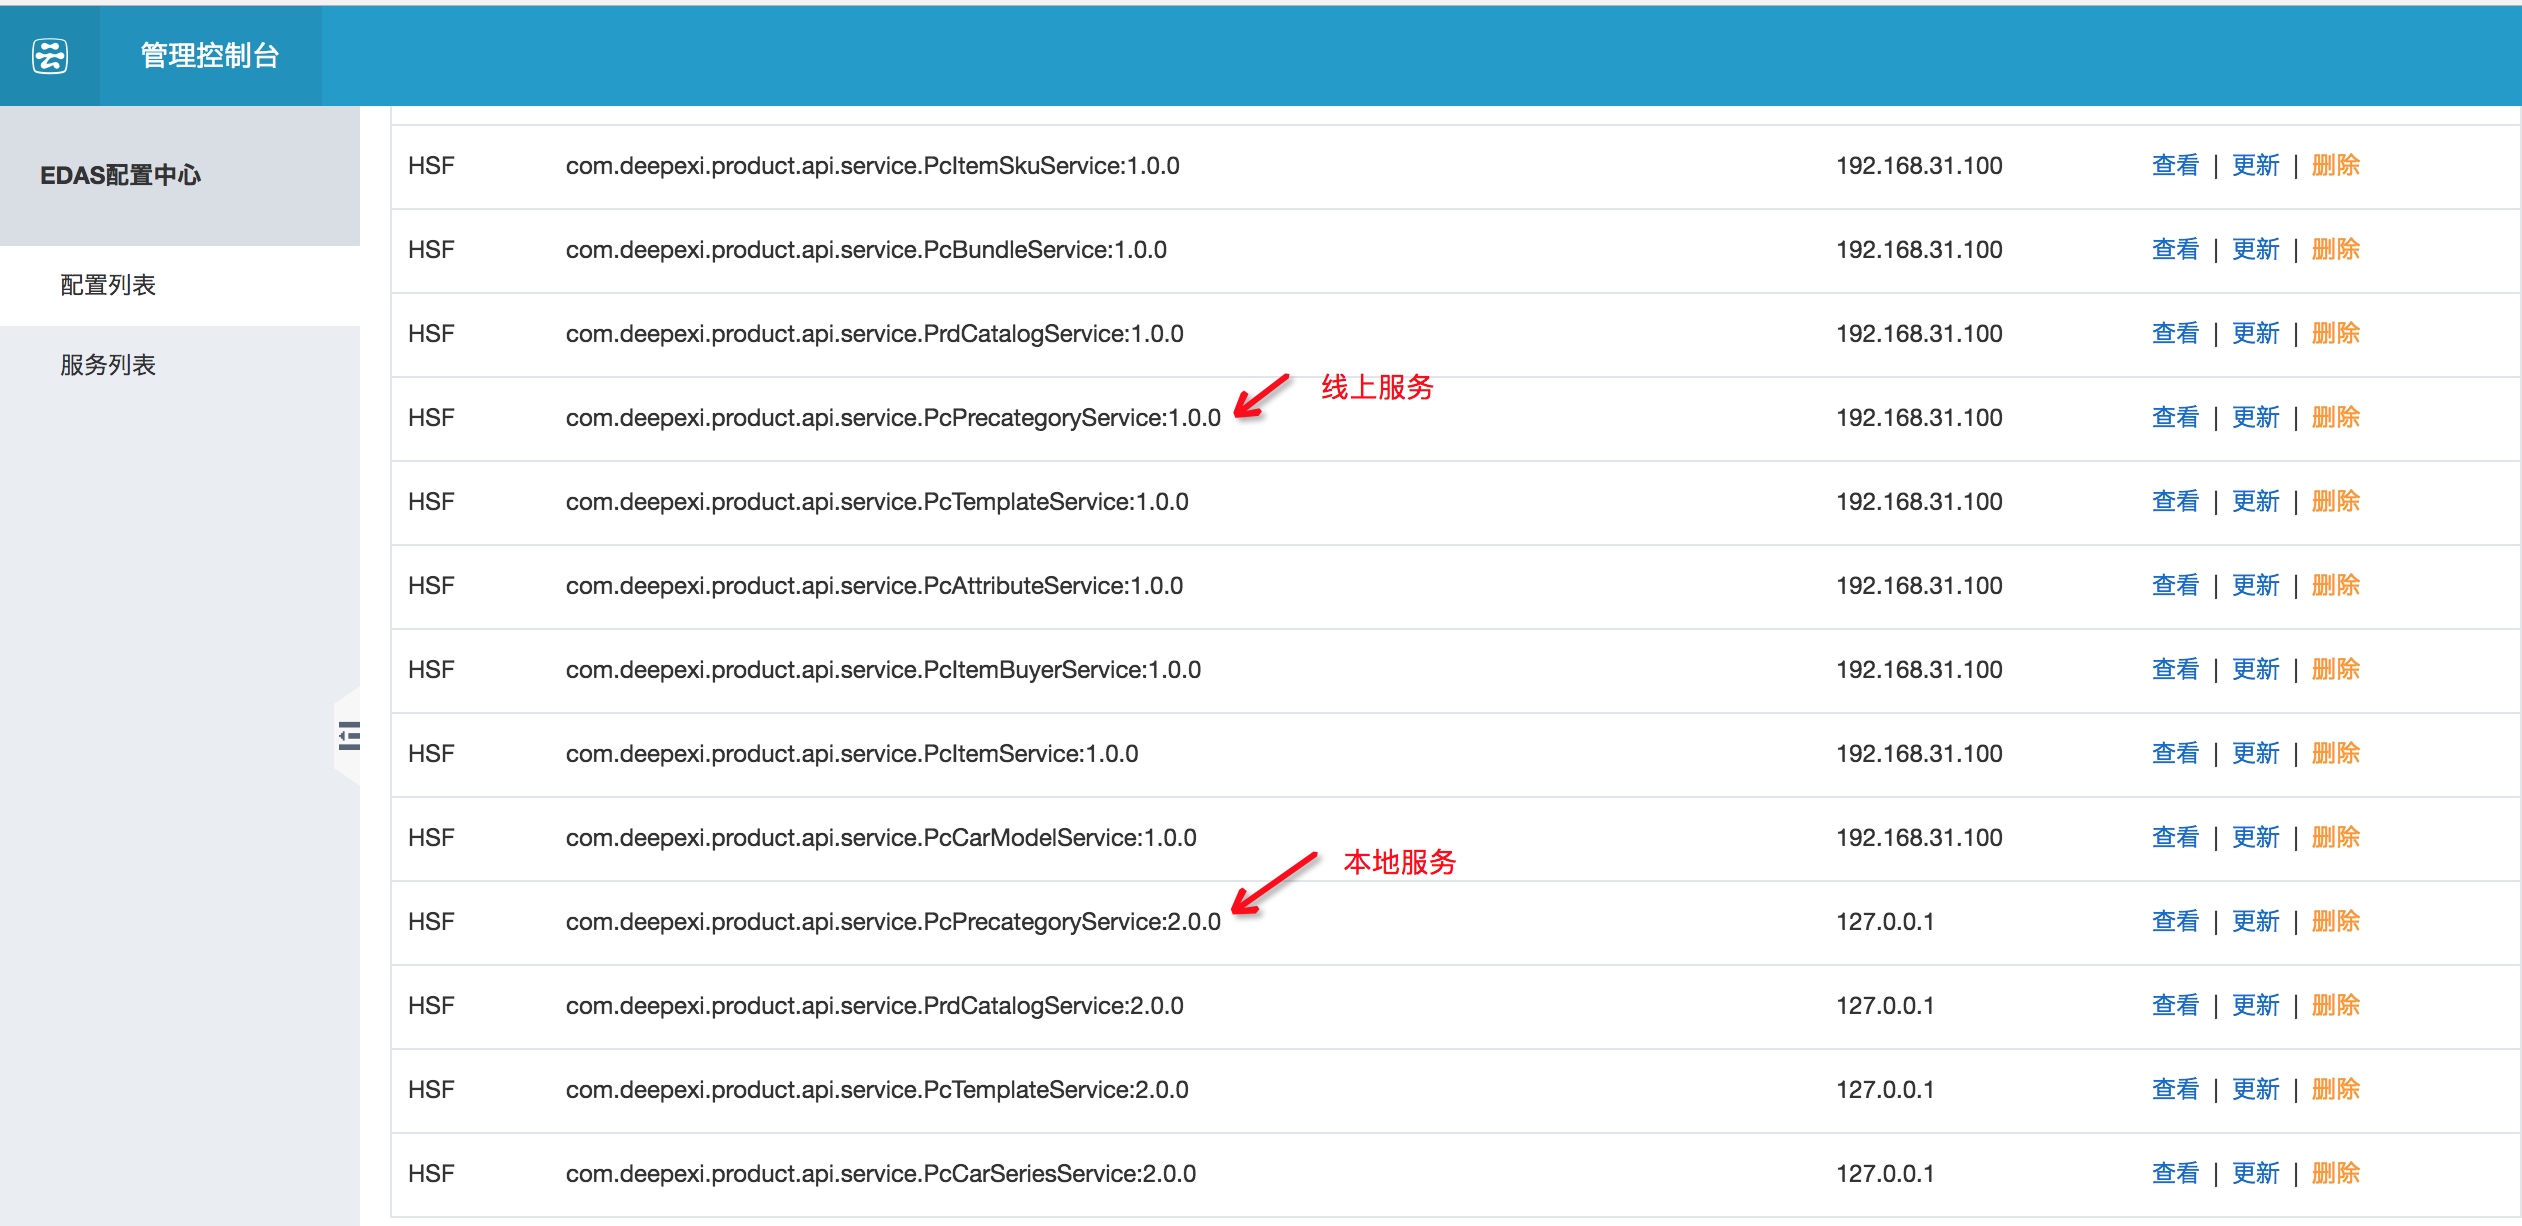 管理控制台
EDAS配置中心
配置列表
服务列表
HSF com.deepexi.product.api.service.PcItemSkuService:1.0.0 192.168.31.100 查看 | 更新 | 删除
HSF com.deepexi.product.api.service.PcBundleService:1.0.0 192.168.31.100 查看 | 更新 | 删除
HSF com.deepexi.product.api.service.PrdCatalogService:1.0.0 192.168.31.100 查看 | 更新 | 删除
线上服务
HSF com.deepexi.product.api.service.PcPrecategoryService:1.0.0 192.168.31.100 查看 | 更新 | 删除
HSF com.deepexi.product.api.service.PcTemplateService:1.0.0 192.168.31.100 查看 | 更新 | 删除
HSF com.deepexi.product.api.service.PcAttributeService:1.0.0 192.168.31.100 查看 | 更新 | 删除
HSF com.deepexi.product.api.service.PcItemBuyerService:1.0.0 192.168.31.100 查看 | 更新 | 删除
HSF com.deepexi.product.api.service.PcItemService:1.0.0 192.168.31.100 查看 | 更新 | 删除
HSF com.deepexi.product.api.service.PcCarModelService:1.0.0 192.168.31.100 查看 | 更新 | 删除
本地服务
HSF com.deepexi.product.api.service.PcPrecategoryService:2.0.0 127.0.0.1 查看 | 更新 | 删除
HSF com.deepexi.product.api.service.PrdCatalogService:2.0.0 127.0.0.1 查看 | 更新 | 删除
HSF com.deepexi.product.api.service.PcTemplateService:2.0.0 127.0.0.1 查看 | 更新 | 删除
HSF com.deepexi.product.api.service.PcCarSeriesService:2.0.0 127.0.0.1 查看 | 更新 | 删除